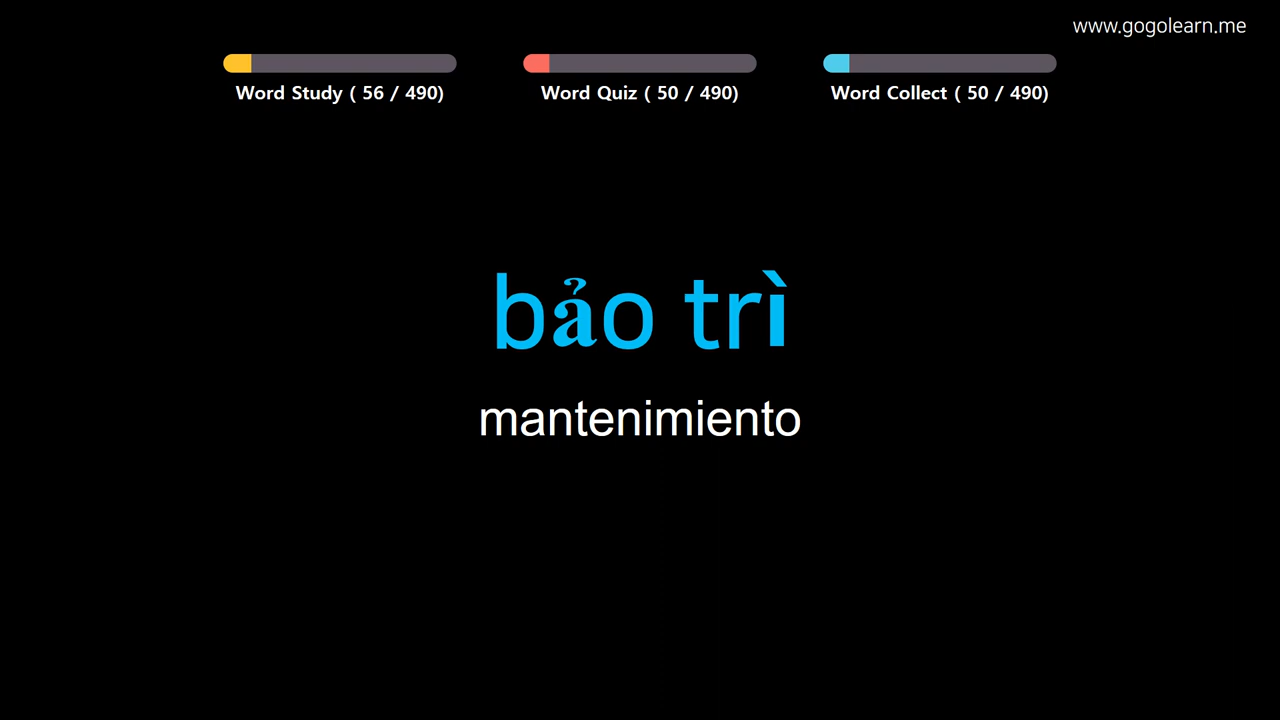 www.gogolearn.me
Word Study ( 56 / 490)
Word Quiz ( 50 / 490)
Word Collect ( 50 / 490)
bảo trì
mantenimiento